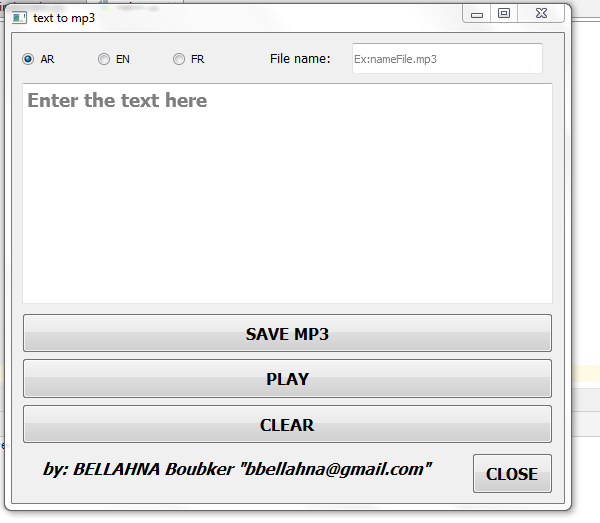 text to mp3
AR EN FR File name: Ex:nameFile.mp3
Enter the text here
SAVE MP3
PLAY
CLEAR
by: BELLAHNA Boubker "bbellahna@gmail.com"
CLOSE